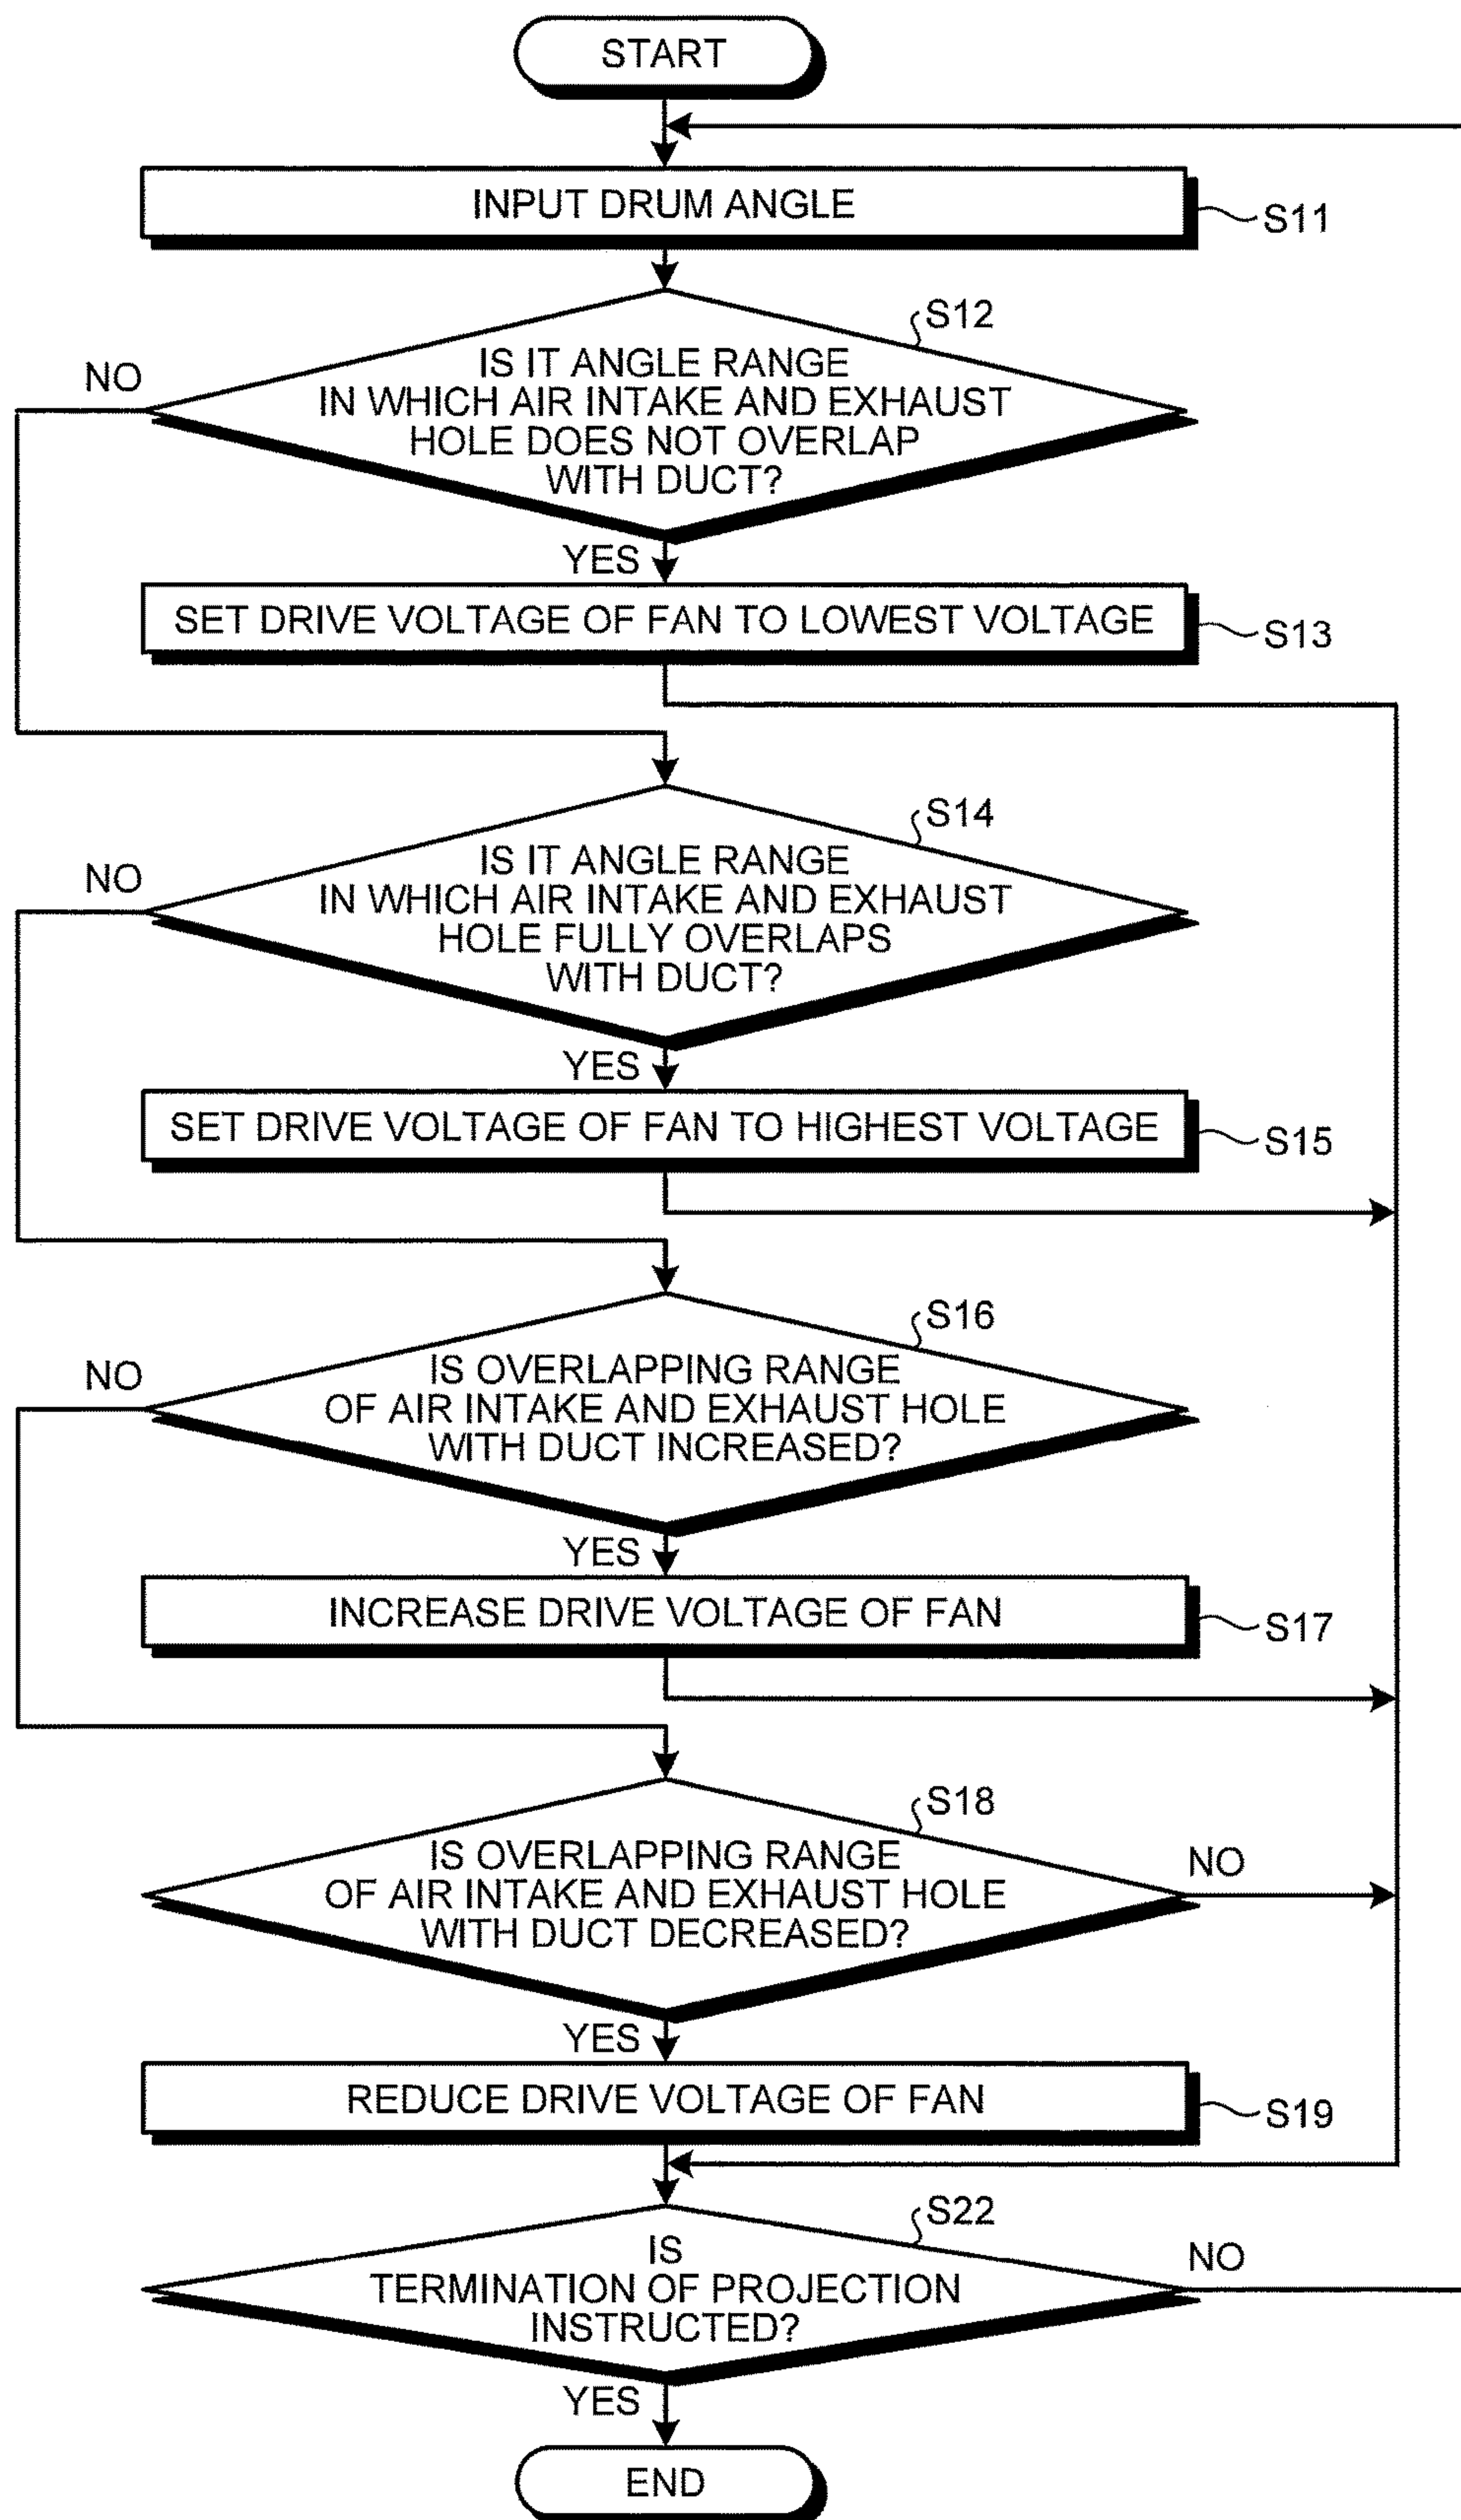 START
INPUT DRUM ANGLE
S11
S12
NO
IS IT ANGLE RANGE
IN WHICH AIR INTAKE AND EXHAUST
HOLE DOES NOT OVERLAP
WITH DUCT?
YES
SET DRIVE VOLTAGE OF FAN TO LOWEST VOLTAGE
S13
S14
NO
IS IT ANGLE RANGE
IN WHICH AIR INTAKE AND EXHAUST
HOLE FULLY OVERLAPS
WITH DUCT?
YES
SET DRIVE VOLTAGE OF FAN TO HIGHEST VOLTAGE
S15
S16
NO
IS OVERLAPPING RANGE
OF AIR INTAKE AND EXHAUST HOLE
WITH DUCT INCREASED?
YES
INCREASE DRIVE VOLTAGE OF FAN
S17
S18
IS OVERLAPPING RANGE
OF AIR INTAKE AND EXHAUST HOLE
WITH DUCT DECREASED?
NO
YES
REDUCE DRIVE VOLTAGE OF FAN
S19
S22
IS
TERMINATION OF PROJECTION
INSTRUCTED?
NO
YES
END